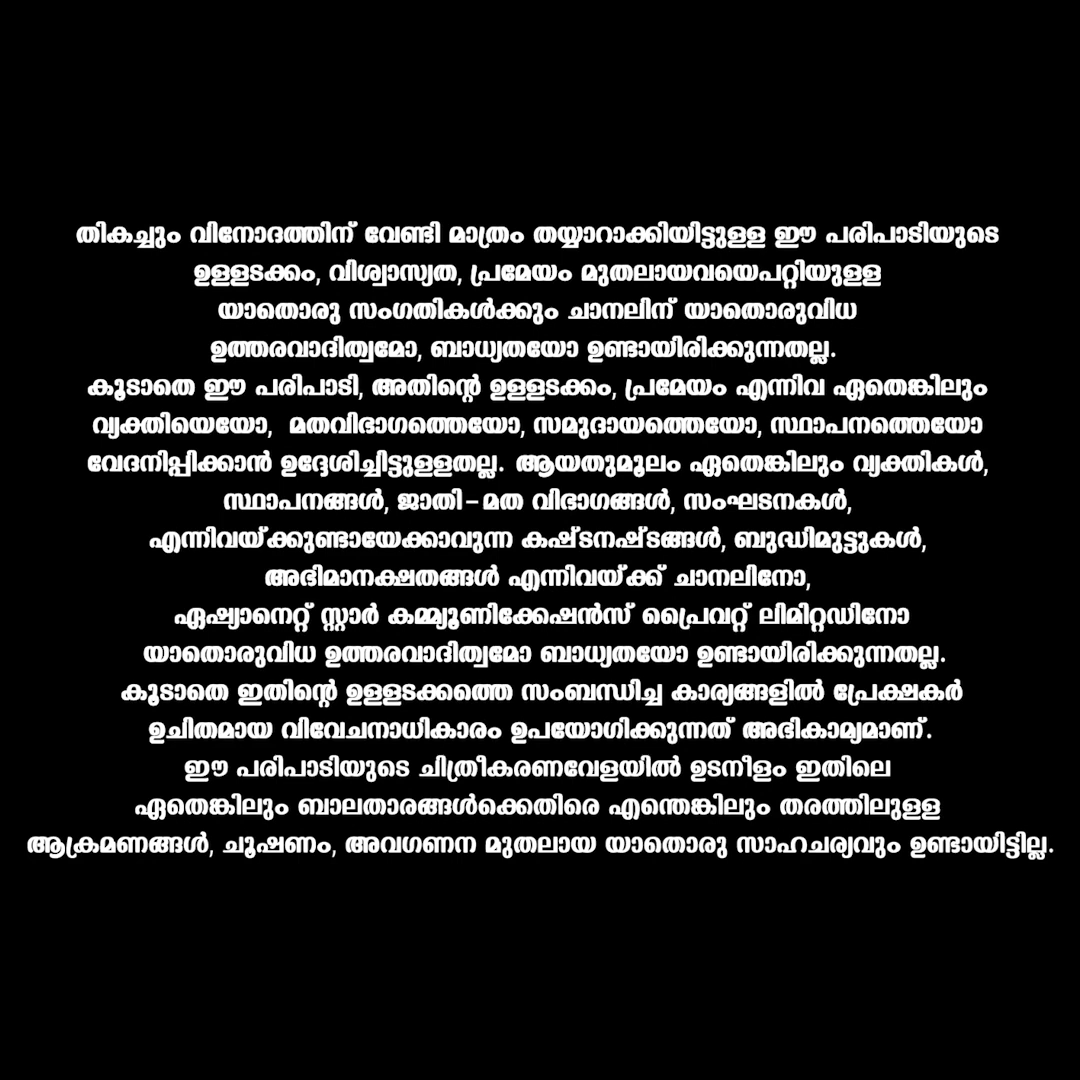 തികച്ചും വിനോദത്തിന് വേണ്ടി മാത്രം തയ്യാറാക്കിയിട്ടുള്ള ഈ പരിപാടിയുടെ
ഉള്ളടക്കം, വിശ്വാസ്യത, പ്രമേയം മുതലായവയെപറ്റിയുള്ള
യാതൊരു സംഗതികൾക്കും ചാനലിന് യാതൊരുവിധ
ഉത്തരവാദിത്വമോ, ബാധ്യതയോ ഉണ്ടായിരിക്കുന്നതല്ല.
കൂടാതെ ഈ പരിപാടി, അതിന്റെ ഉള്ളടക്കം, പ്രമേയം എന്നിവ ഏതെങ്കിലും
വ്യക്തിയെയോ, മതവിഭാഗത്തെയോ, സമുദായത്തെയോ, സ്ഥാപനത്തെയോ
വേദനിപ്പിക്കാൻ ഉദ്ദേശിച്ചിട്ടുള്ളതല്ല. ആയതുമൂലം ഏതെങ്കിലും വ്യക്തികൾ,
സ്ഥാപനങ്ങൾ, ജാതി-മത വിഭാഗങ്ങൾ, സംഘടനകൾ,
എന്നിവയ്ക്കുണ്ടായേക്കാവുന്ന കഷ്ടനഷ്ടങ്ങൾ, ബുദ്ധിമുട്ടുകൾ,
അഭിമാനക്ഷതങ്ങൾ എന്നിവയ്ക്ക് ചാനലിനോ,
ഏഷ്യാനെറ്റ് സ്റ്റാർ കമ്മ്യൂണിക്കേഷൻസ് പ്രൈവറ്റ് ലിമിറ്റഡിനോ
യാതൊരുവിധ ഉത്തരവാദിത്വമോ ബാധ്യതയോ ഉണ്ടായിരിക്കുന്നതല്ല.
കൂടാതെ ഇതിന്റെ ഉള്ളടക്കത്തെ സംബന്ധിച്ച കാര്യങ്ങളിൽ പ്രേക്ഷകർ
ഉചിതമായ വിവേചനാധികാരം ഉപയോഗിക്കുന്നത് അഭികാമ്യമാണ്.
ഈ പരിപാടിയുടെ ചിത്രീകരണവേളയിൽ ഉടനീളം ഇതിലെ
ഏതെങ്കിലും ബാലതാരങ്ങൾക്കെതിരെ എന്തെങ്കിലും തരത്തിലുള്ള
ആക്രമണങ്ങൾ, ചൂഷണം, അവഗണന മുതലായ യാതൊരു സാഹചര്യവും ഉണ്ടായിട്ടില്ല.